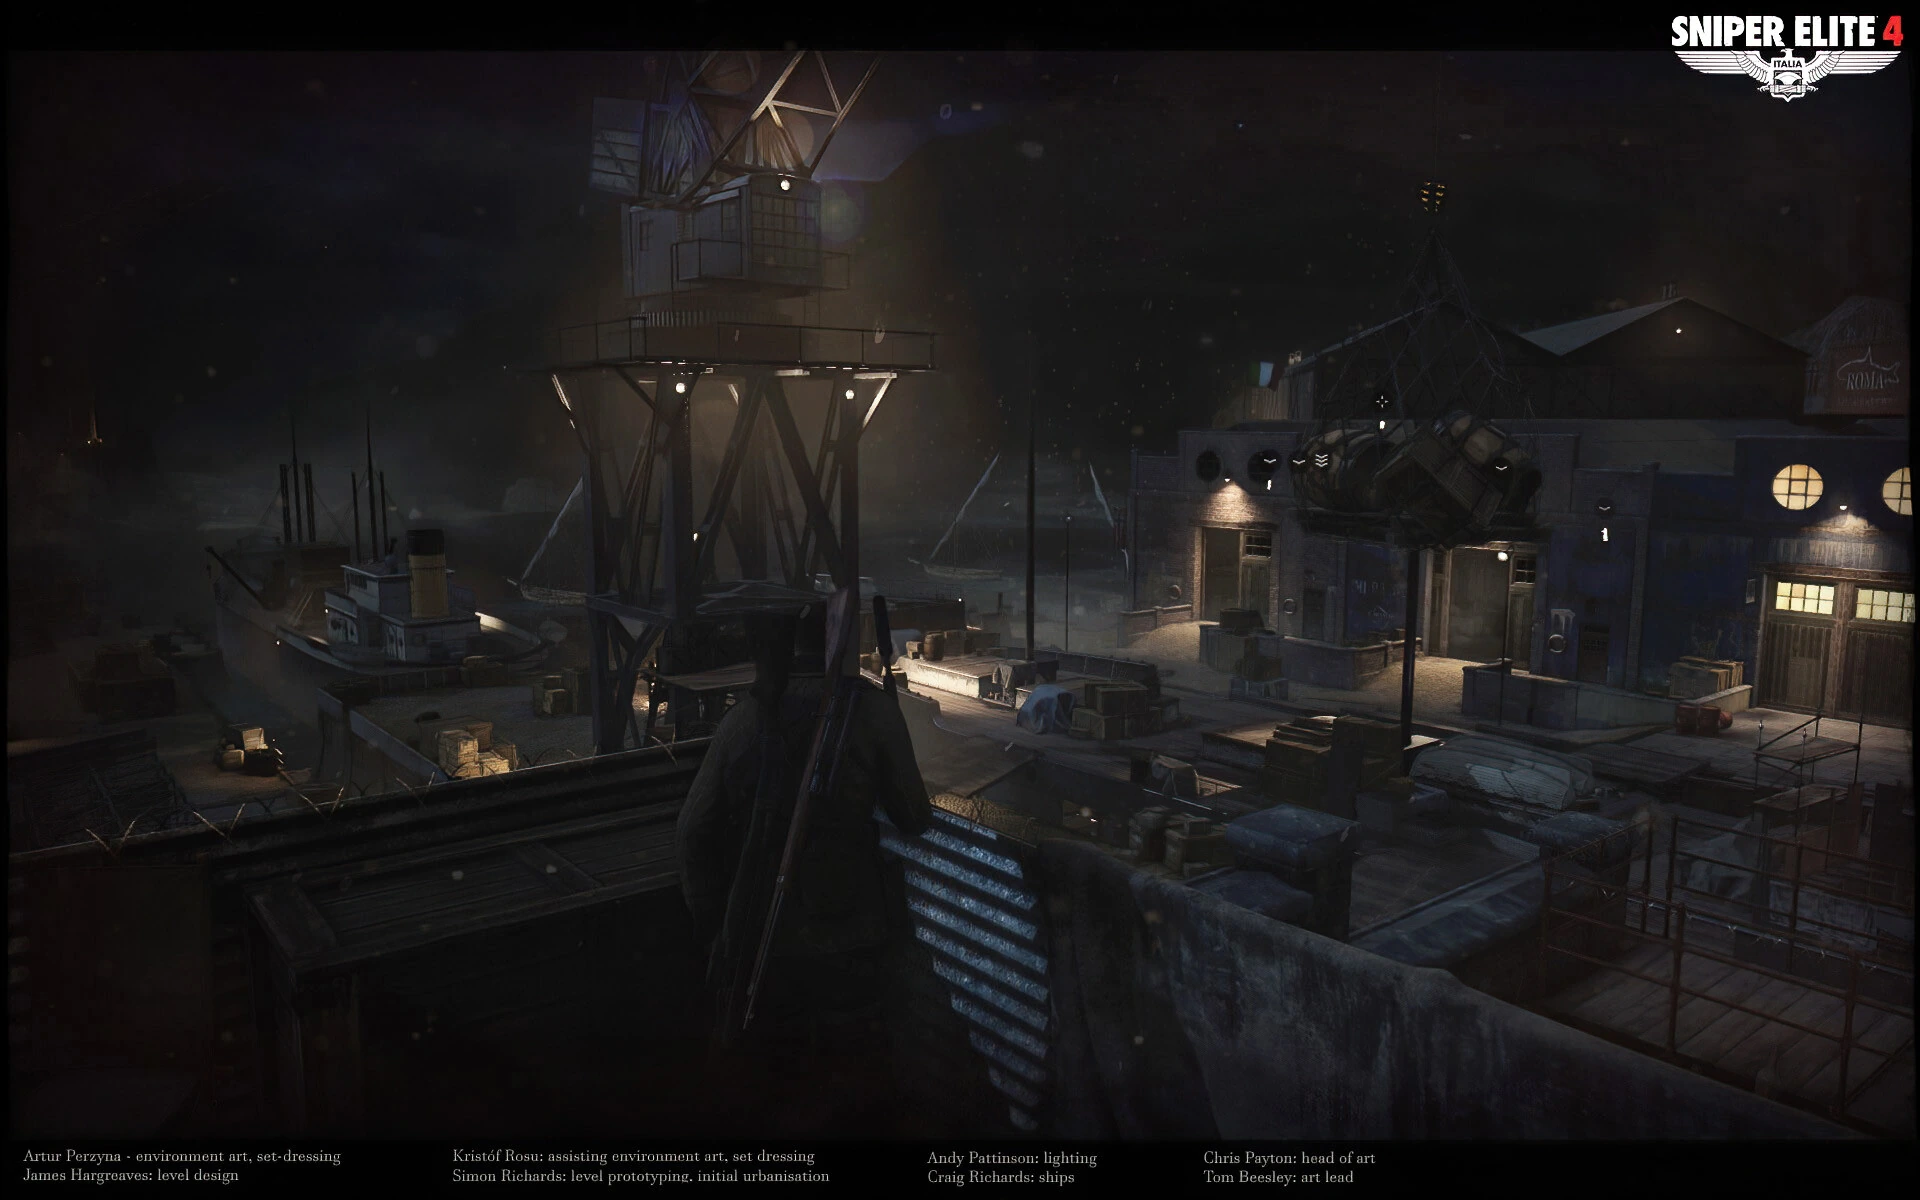 SNIPER ELITE 4
ITALIA
ROMA
Artur Perzyna - environment art, set-dressing
James Hargreaves: level design
Kristóf Rosu: assisting environment art, set dressing
Simon Richards: level prototyping. initial urbanisation
Andy Pattinson: lighting
Craig Richards: ships
Chris Payton: head of art
Tom Beesley: art lead